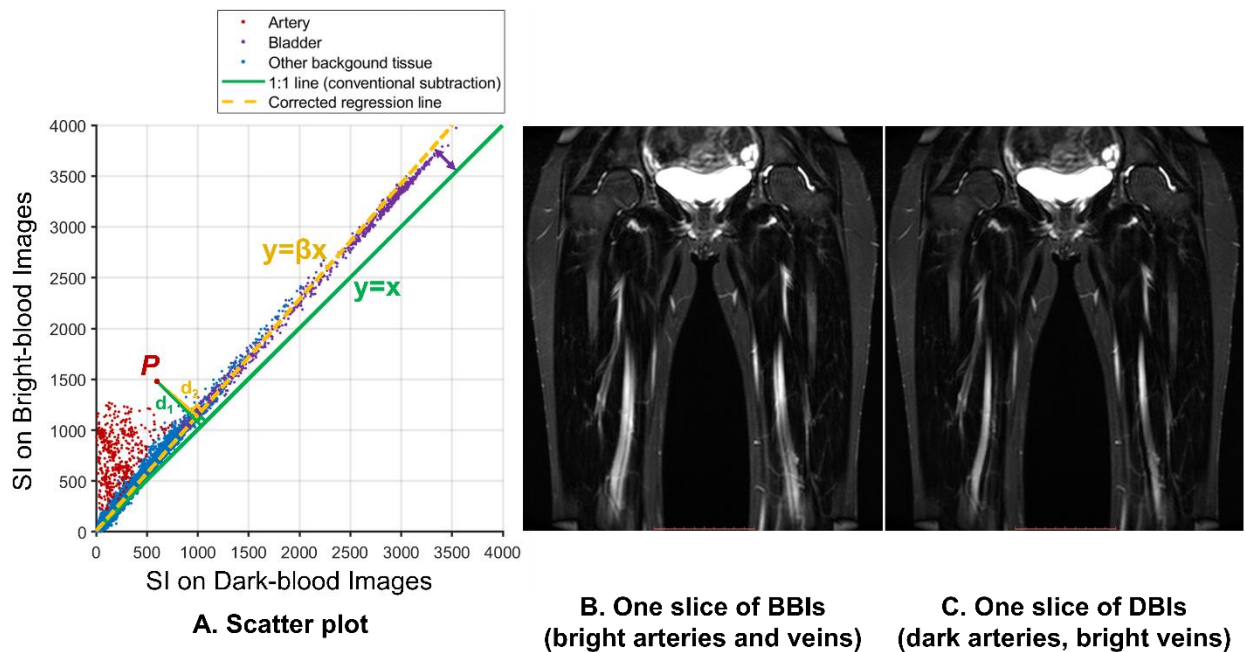 Artery
Bladder
Other backgound tissue
1:1 line (conventional subtraction)
Corrected regression line
SI on Bright-blood Images
4000
3500
3000
2500
2000
1500
1000
500
0
y=βx
y=x
P
d₁
d₂
0 500 1000 1500 2000 2500 3000 3500 4000
SI on Dark-blood Images
A. Scatter plot
B. One slice of BBIs
(bright arteries and veins)
C. One slice of DBIs
(dark arteries, bright veins)